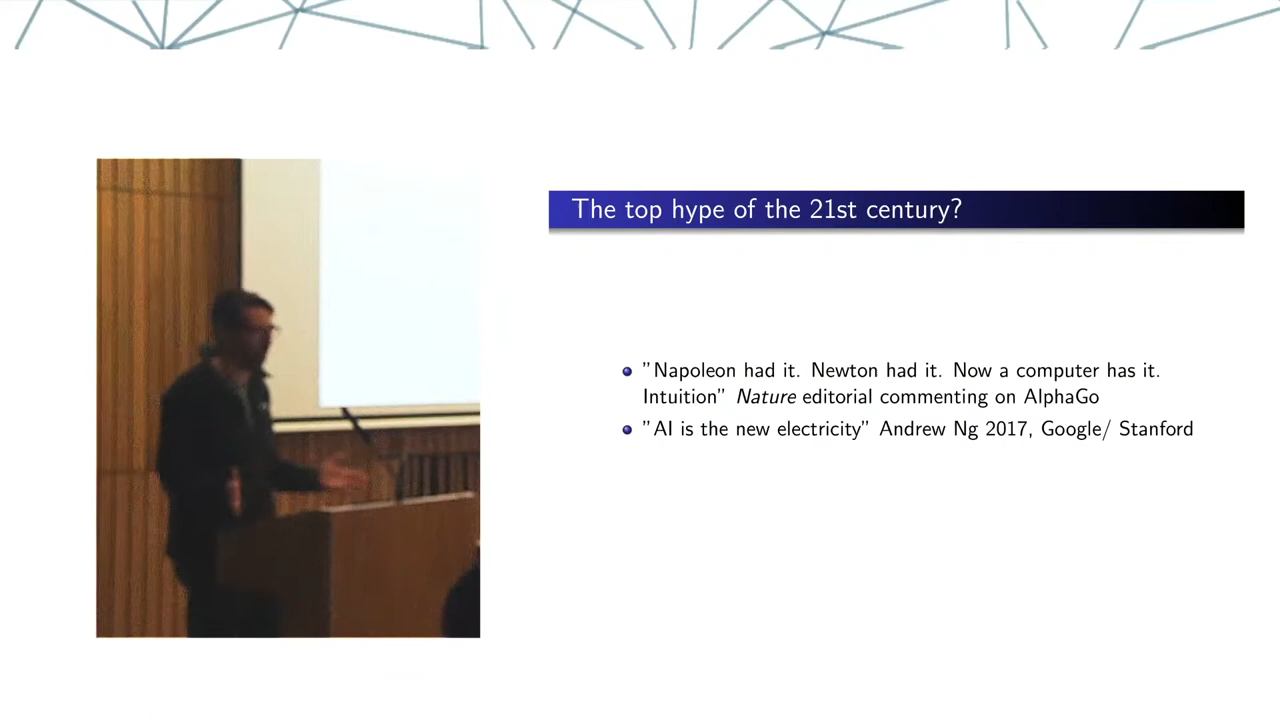 The top hype of the 21st century?
"Napoleon had it. Newton had it. Now a computer has it.
Intuition" Nature editorial commenting on AlphaGo
"AI is the new electricity" Andrew Ng 2017, Google/ Stanford